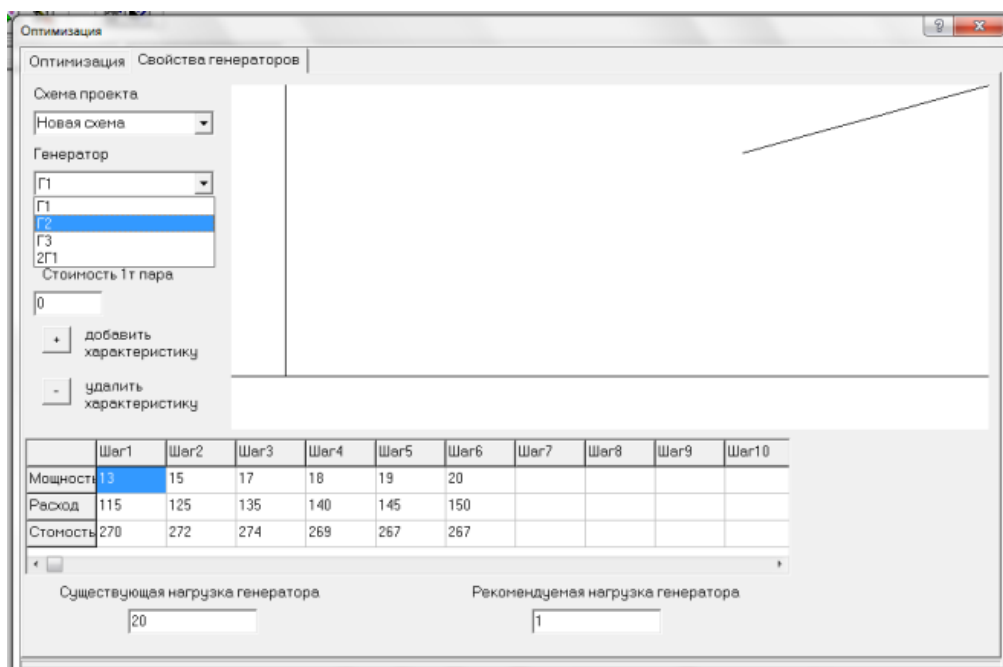 Оптимизация
Оптимизация Свойства генераторов
Схема проекта
Новая схема
Генератор
Г1
Г1
Г2
Г3
2Г1
Стоимость 1т пара
0
+ добавить
характеристику
- удалить
характеристику
Шаг1 Шаг2 Шаг3 Шаг4 Шаг5 Шаг6 Шаг7 Шаг8 Шаг9 Шаг10
Мощность 13 15 17 18 19 20
Расход 115 125 135 140 145 150
Стомость 270 272 274 269 267 267
Существующая нагрузка генератора Рекомендуемая нагрузка генератора
20 1